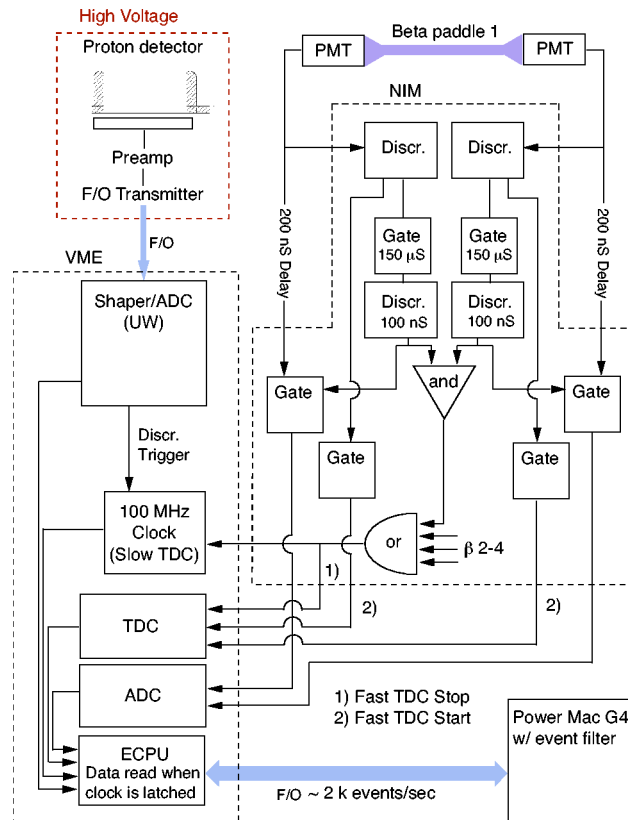 High Voltage
Proton detector
Preamp
F/O Transmitter
F/O
VME
Shaper/ADC
(UW)
Discr.
Trigger
100 MHz
Clock
(Slow TDC)
TDC
ADC
ECPU
Data read when
clock is latched
Beta paddle 1
PMT
PMT
NIM
Discr.
Discr.
200 nS Delay
200 nS Delay
Gate
150 µS
Gate
150 µS
Discr.
100 nS
Discr.
100 nS
and
Gate
Gate
Gate
Gate
or
β 2-4
1)
2)
2)
1) Fast TDC Stop
2) Fast TDC Start
Power Mac G4
w/ event filter
F/O ~ 2 k events/sec